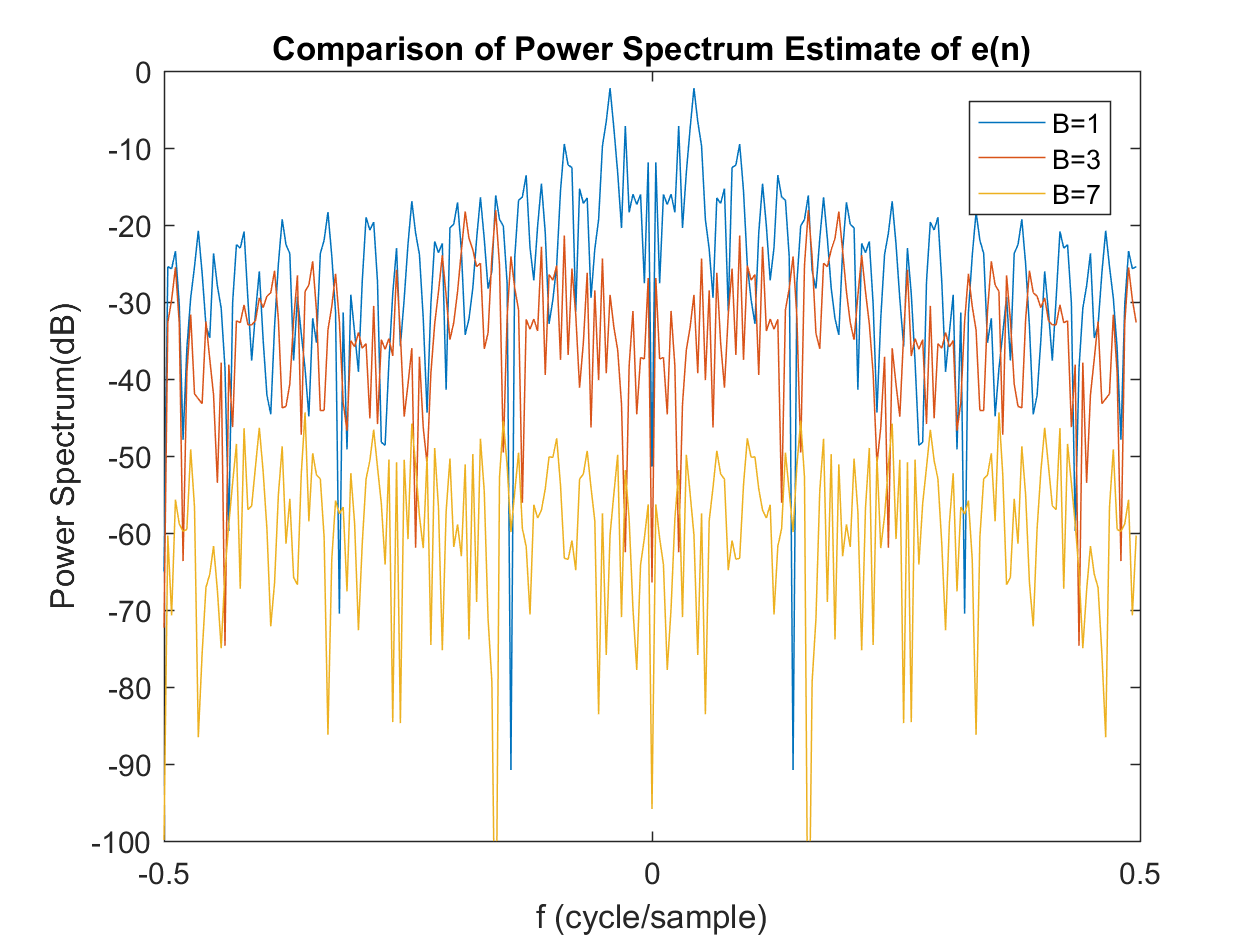 Comparison of Power Spectrum Estimate of e(n)
0
-10
-20
-30
-40
-50
-60
-70
-80
-90
-100
Power Spectrum(dB)
B=1
B=3
B=7
-0.5
0
0.5
f (cycle/sample)